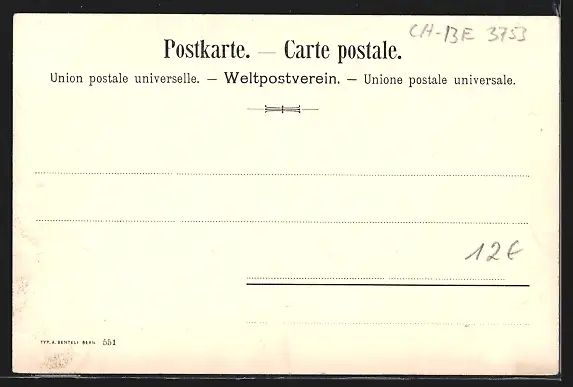 CH-BE 3753
Postkarte. — Carte postale.
Union postale universelle. — Weltpostverein. — Unione postale universale.
12€
TYP. A. BENTELI BERN. 551